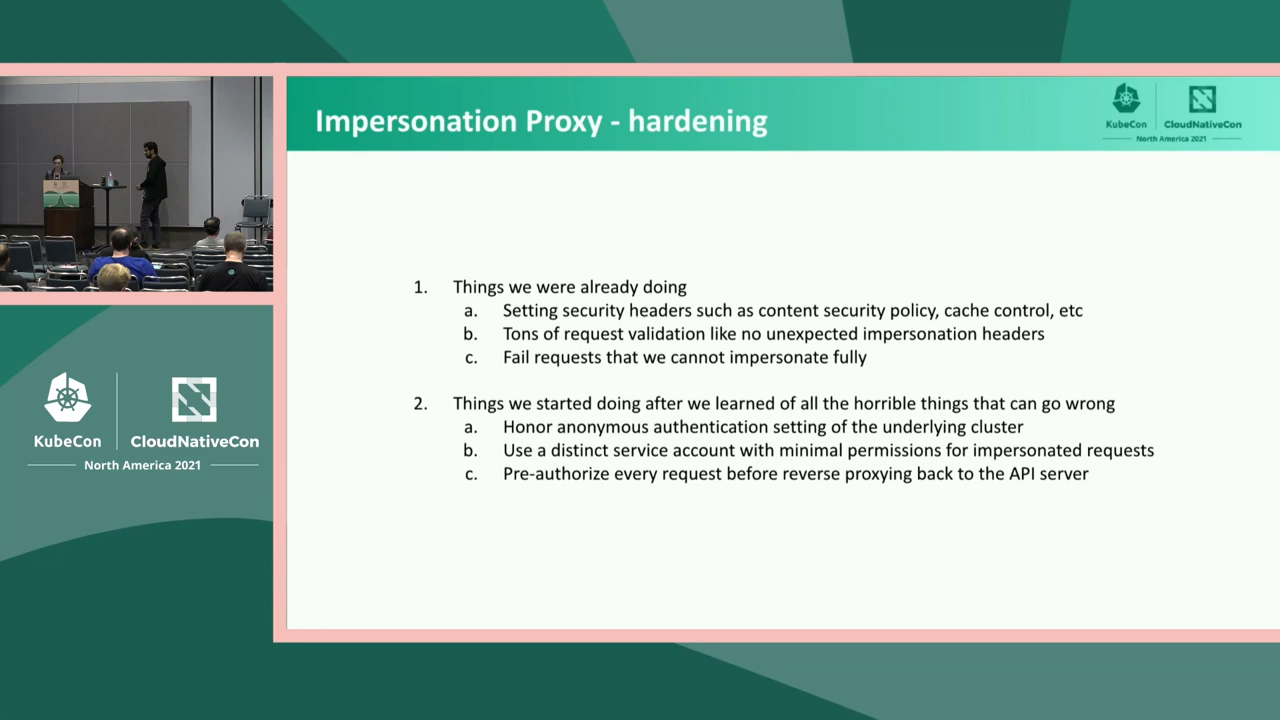 Impersonation Proxy - hardening
KubeCon
CloudNativeCon
North America 2021
1. Things we were already doing
a. Setting security headers such as content security policy, cache control, etc
b. Tons of request validation like no unexpected impersonation headers
c. Fail requests that we cannot impersonate fully
2. Things we started doing after we learned of all the horrible things that can go wrong
a. Honor anonymous authentication setting of the underlying cluster
b. Use a distinct service account with minimal permissions for impersonated requests
c. Pre-authorize every request before reverse proxying back to the API server
KubeCon
CloudNativeCon
North America 2021